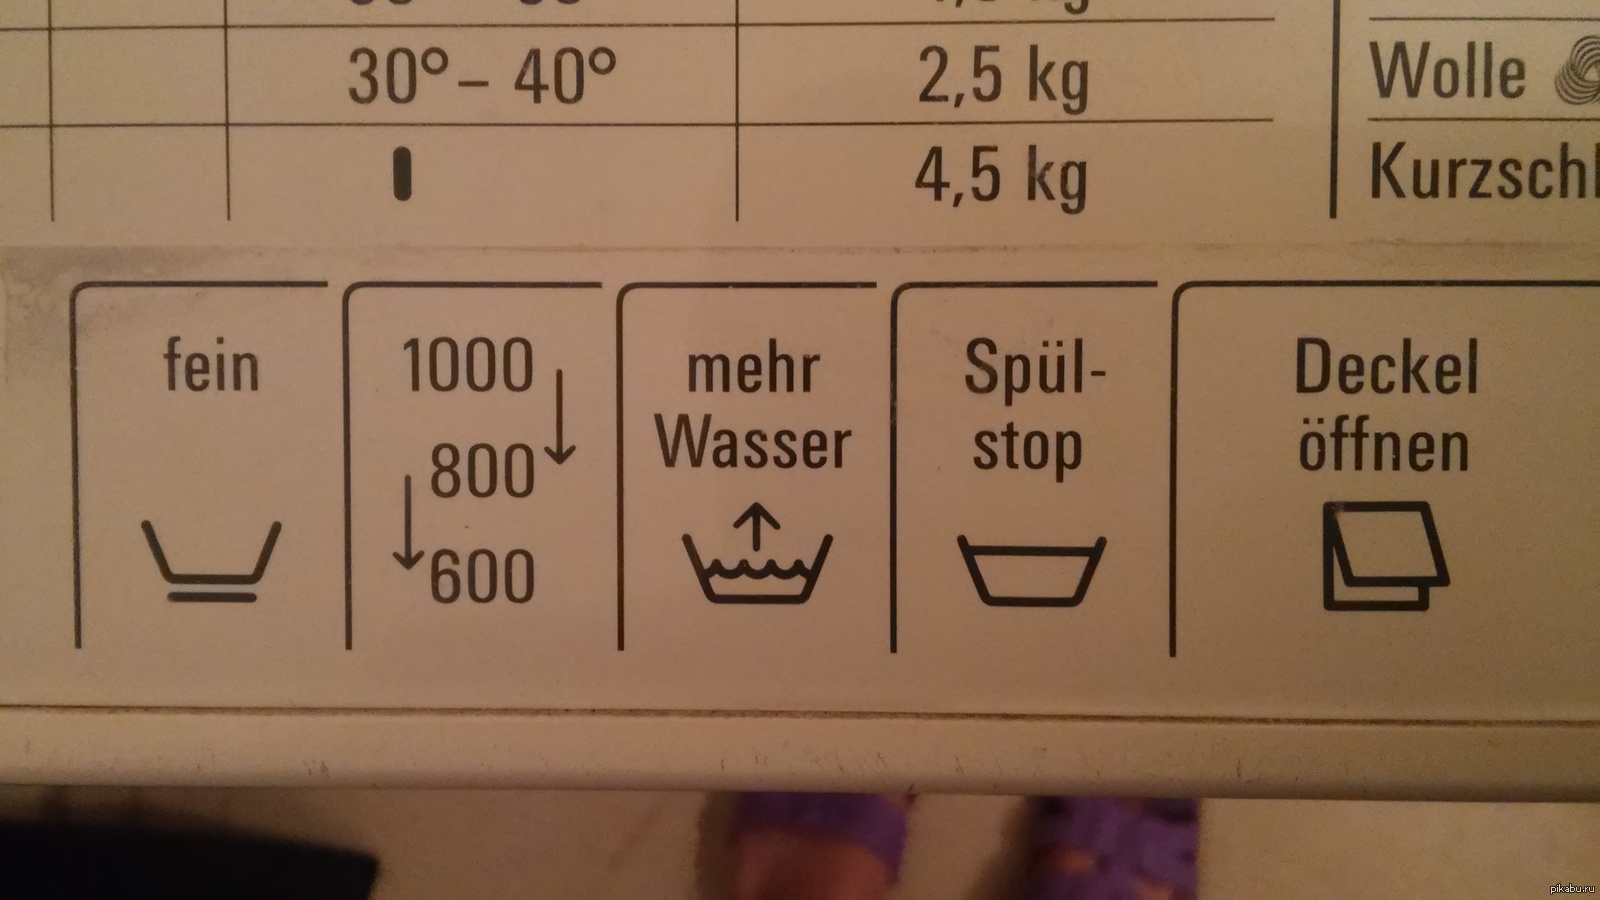 30° – 40° 2,5 kg Wolle
4,5 kg
fein
1000
800
600
mehr
Wasser
Spül-
stop
Deckel
öffnen
pikabu.ru